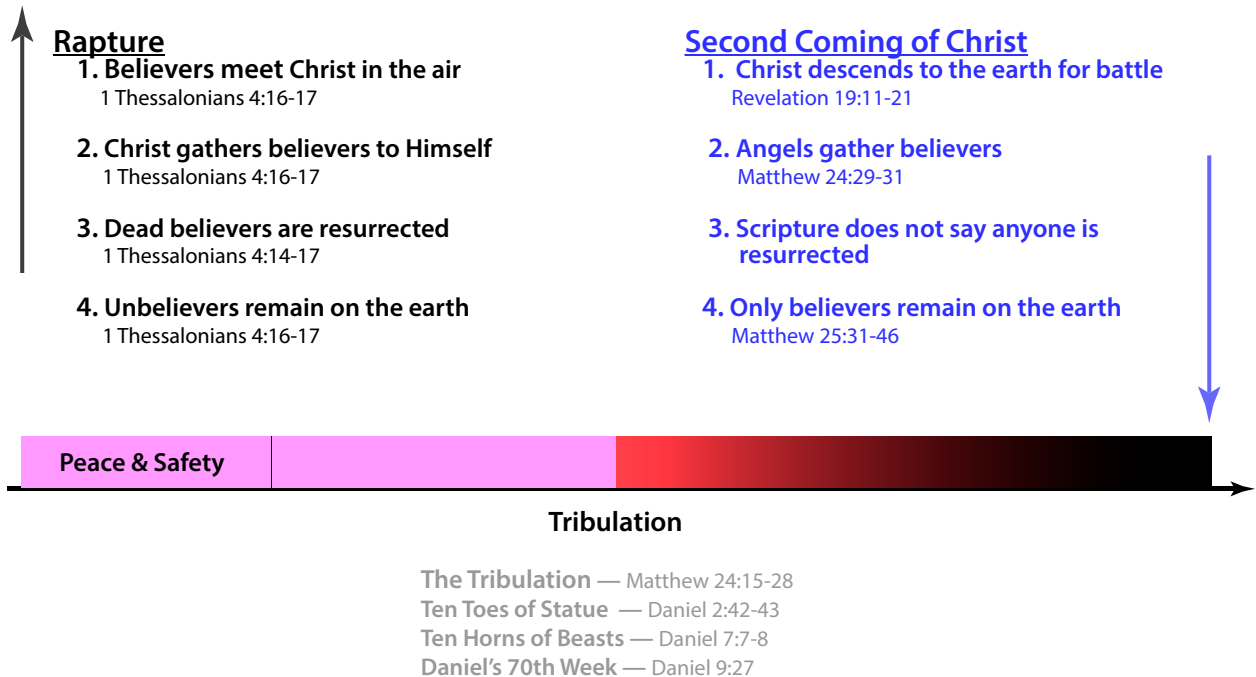 Rapture
1. Believers meet Christ in the air
1 Thessalonians 4:16-17
2. Christ gathers believers to Himself
1 Thessalonians 4:16-17
3. Dead believers are resurrected
1 Thessalonians 4:14-17
4. Unbelievers remain on the earth
1 Thessalonians 4:16-17
Second Coming of Christ
1. Christ descends to the earth for battle
Revelation 19:11-21
2. Angels gather believers
Matthew 24:29-31
3. Scripture does not say anyone is
resurrected
4. Only believers remain on the earth
Matthew 25:31-46
Peace & Safety
Tribulation
The Tribulation — Matthew 24:15-28
Ten Toes of Statue — Daniel 2:42-43
Ten Horns of Beasts — Daniel 7:7-8
Daniel’s 70th Week — Daniel 9:27